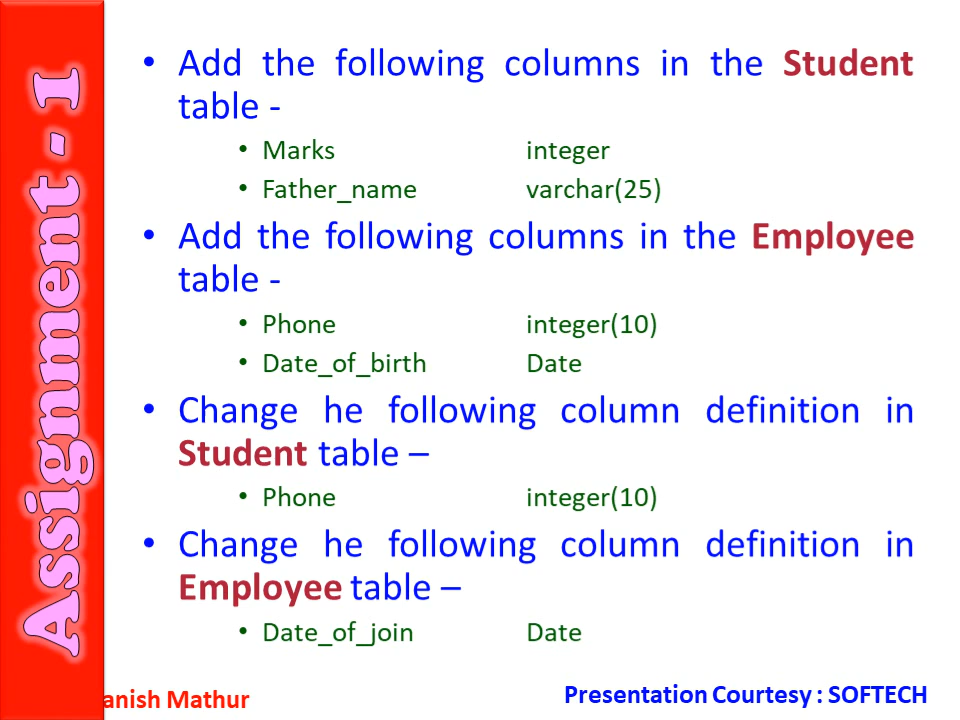 Assignment - I
• Add the following columns in the Student
table -
• Marks integer
• Father_name varchar(25)
• Add the following columns in the Employee
table -
• Phone integer(10)
• Date_of_birth Date
• Change he following column definition in
Student table –
• Phone integer(10)
• Change he following column definition in
Employee table –
• Date_of_join Date
anish Mathur
Presentation Courtesy : SOFTECH